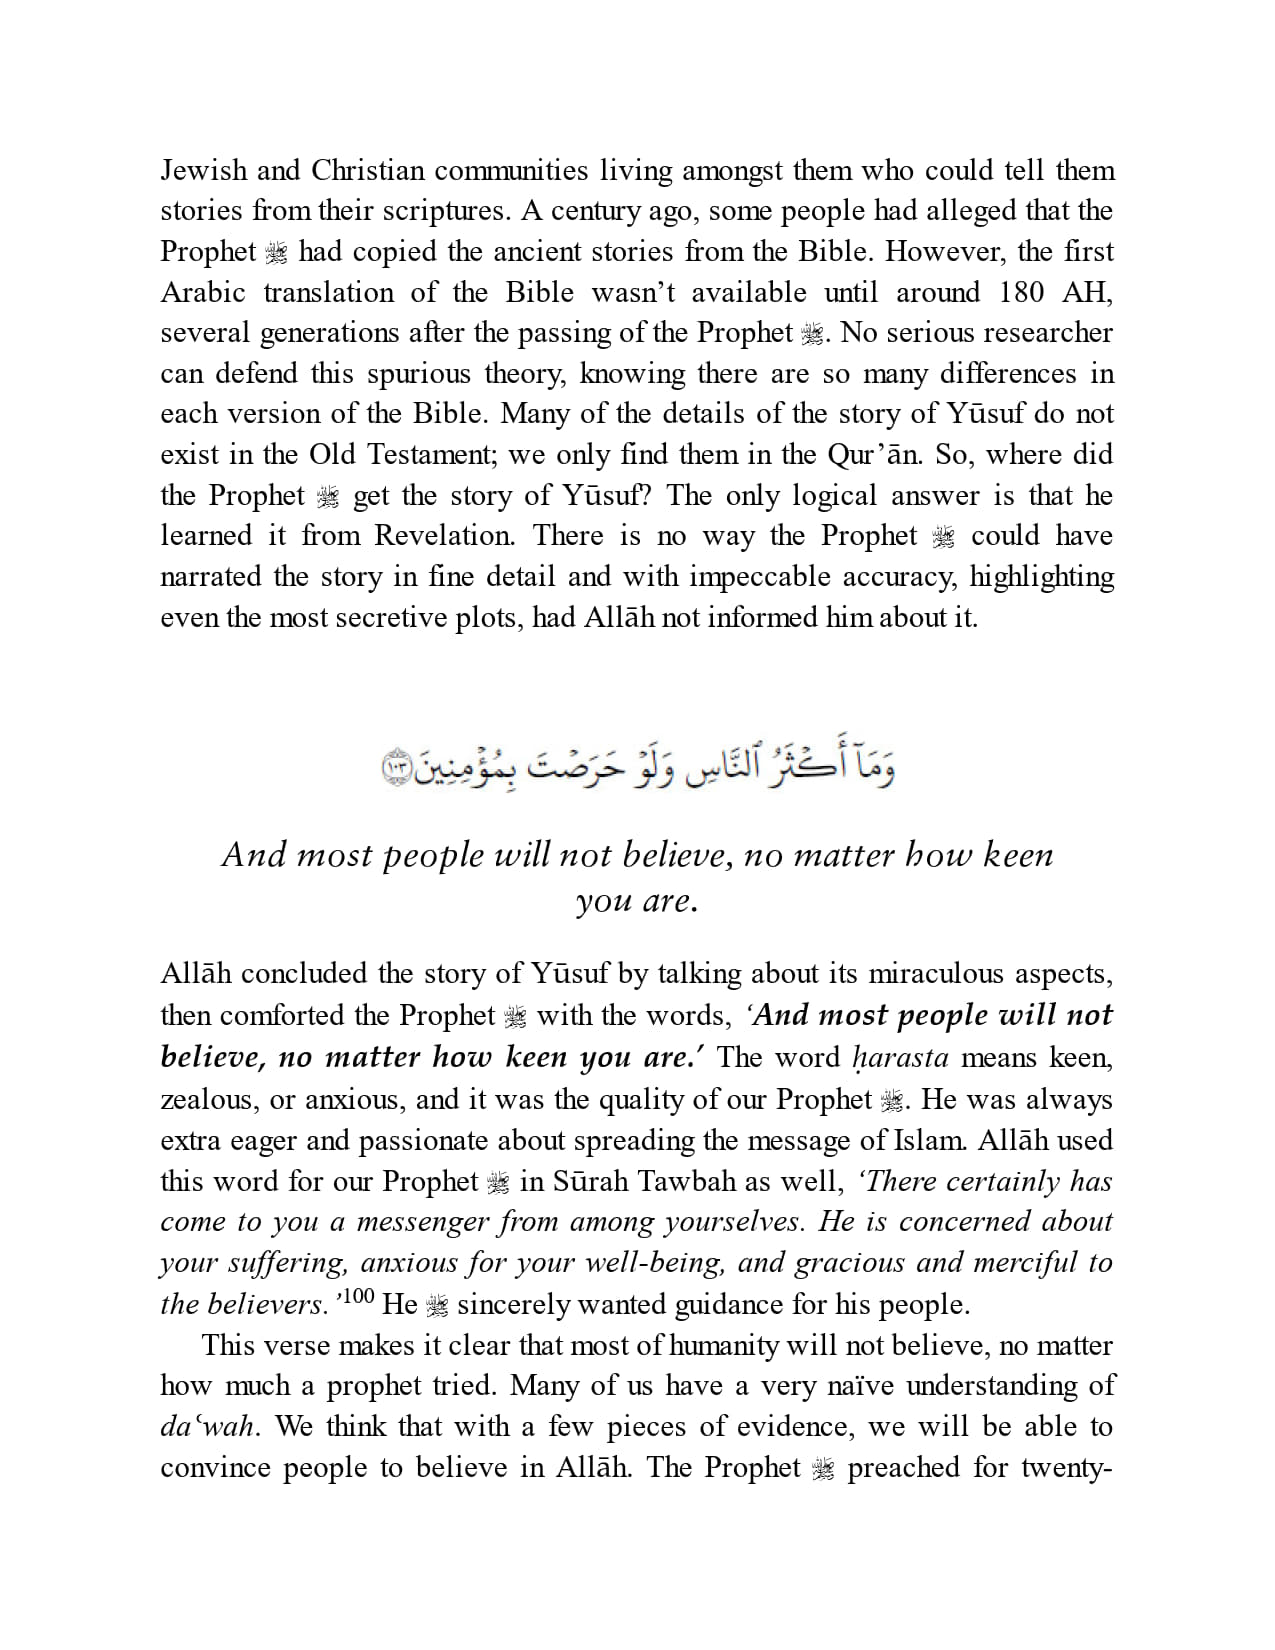 Jewish and Christian communities living amongst them who could tell them
stories from their scriptures. A century ago, some people had alleged that the
Prophet ﷺ had copied the ancient stories from the Bible. However, the first
Arabic translation of the Bible wasn’t available until around 180 AH,
several generations after the passing of the Prophet ﷺ. No serious researcher
can defend this spurious theory, knowing there are so many differences in
each version of the Bible. Many of the details of the story of Yūsuf do not
exist in the Old Testament; we only find them in the Qur’ān. So, where did
the Prophet ﷺ get the story of Yūsuf? The only logical answer is that he
learned it from Revelation. There is no way the Prophet ﷺ could have
narrated the story in fine detail and with impeccable accuracy, highlighting
even the most secretive plots, had Allāh not informed him about it.
وَمَآ أَكۡثَرُ ٱلنَّاسِ وَلَوۡ حَرَصۡتَ بِمُؤۡمِنِينَ ١٠٣
And most people will not believe, no matter how keen
you are.
Allāh concluded the story of Yūsuf by talking about its miraculous aspects,
then comforted the Prophet ﷺ with the words, ‘And most people will not
believe, no matter how keen you are.’ The word ḥarasta means keen,
zealous, or anxious, and it was the quality of our Prophet ﷺ. He was always
extra eager and passionate about spreading the message of Islam. Allāh used
this word for our Prophet ﷺ in Sūrah Tawbah as well, ‘There certainly has
come to you a messenger from among yourselves. He is concerned about
your suffering, anxious for your well-being, and gracious and merciful to
the believers.’100 He ﷺ sincerely wanted guidance for his people.
This verse makes it clear that most of humanity will not believe, no matter
how much a prophet tried. Many of us have a very naïve understanding of
daʿwah. We think that with a few pieces of evidence, we will be able to
convince people to believe in Allāh. The Prophet ﷺ preached for twenty-